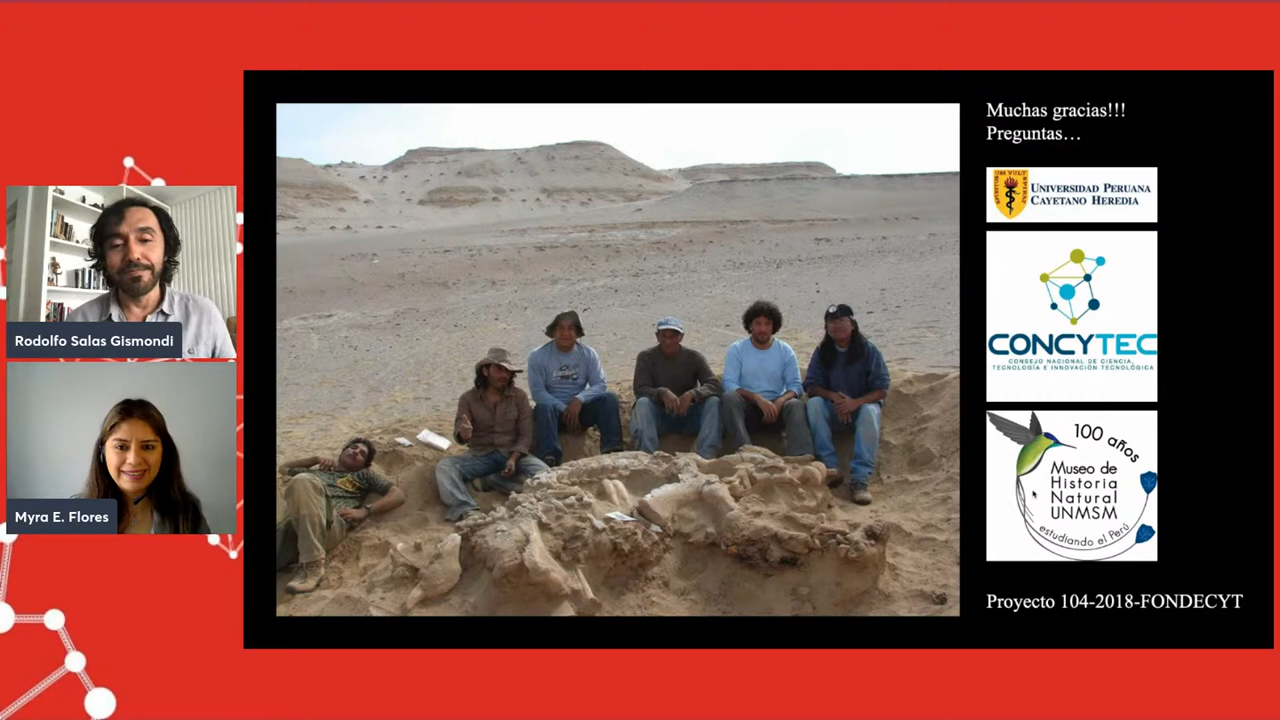 Rodolfo Salas Gismondi
Myra E. Flores
Muchas gracias!!!
Preguntas...
UNIVERSIDAD PERUANA
CAYETANO HEREDIA
CONCYTEC
CONSEJO NACIONAL DE CIENCIA,
TECNOLOGÍA E INNOVACIÓN TECNOLÓGICA
100 años
Museo de
Historia
Natural
UNMSM
estudiando el Perú
Proyecto 104-2018-FONDECYT